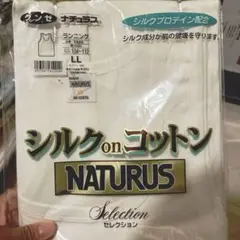 グンゼ
ナチュラス
ランニング
LL
シルクプロテイン配合
シルク成分が肌の健康を守ります。
シルクonコットン
NATURUS
Selection
セレクション